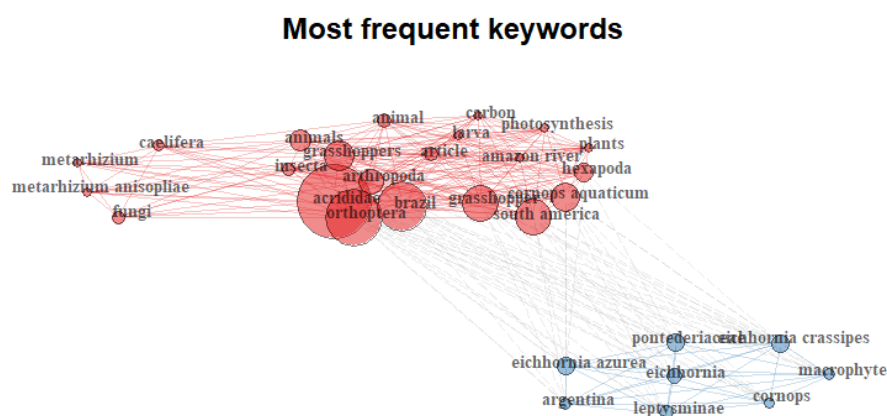 Most frequent keywords
animal
carbon
photosynthesis
larva
animals
caelifera
plants
grasshoppers
article
metarhizium
amazon river
insecta
hexapoda
arthropoda
metarhizium anisopliae
cornops aquaticum
acrididae
grasshopper
brazil
fungi
orthoptera
south america
pontederiaceae
eichhornia crassipes
eichhornia azurea
eichhornia
macrophyte
cornops
argentina
leptysminae